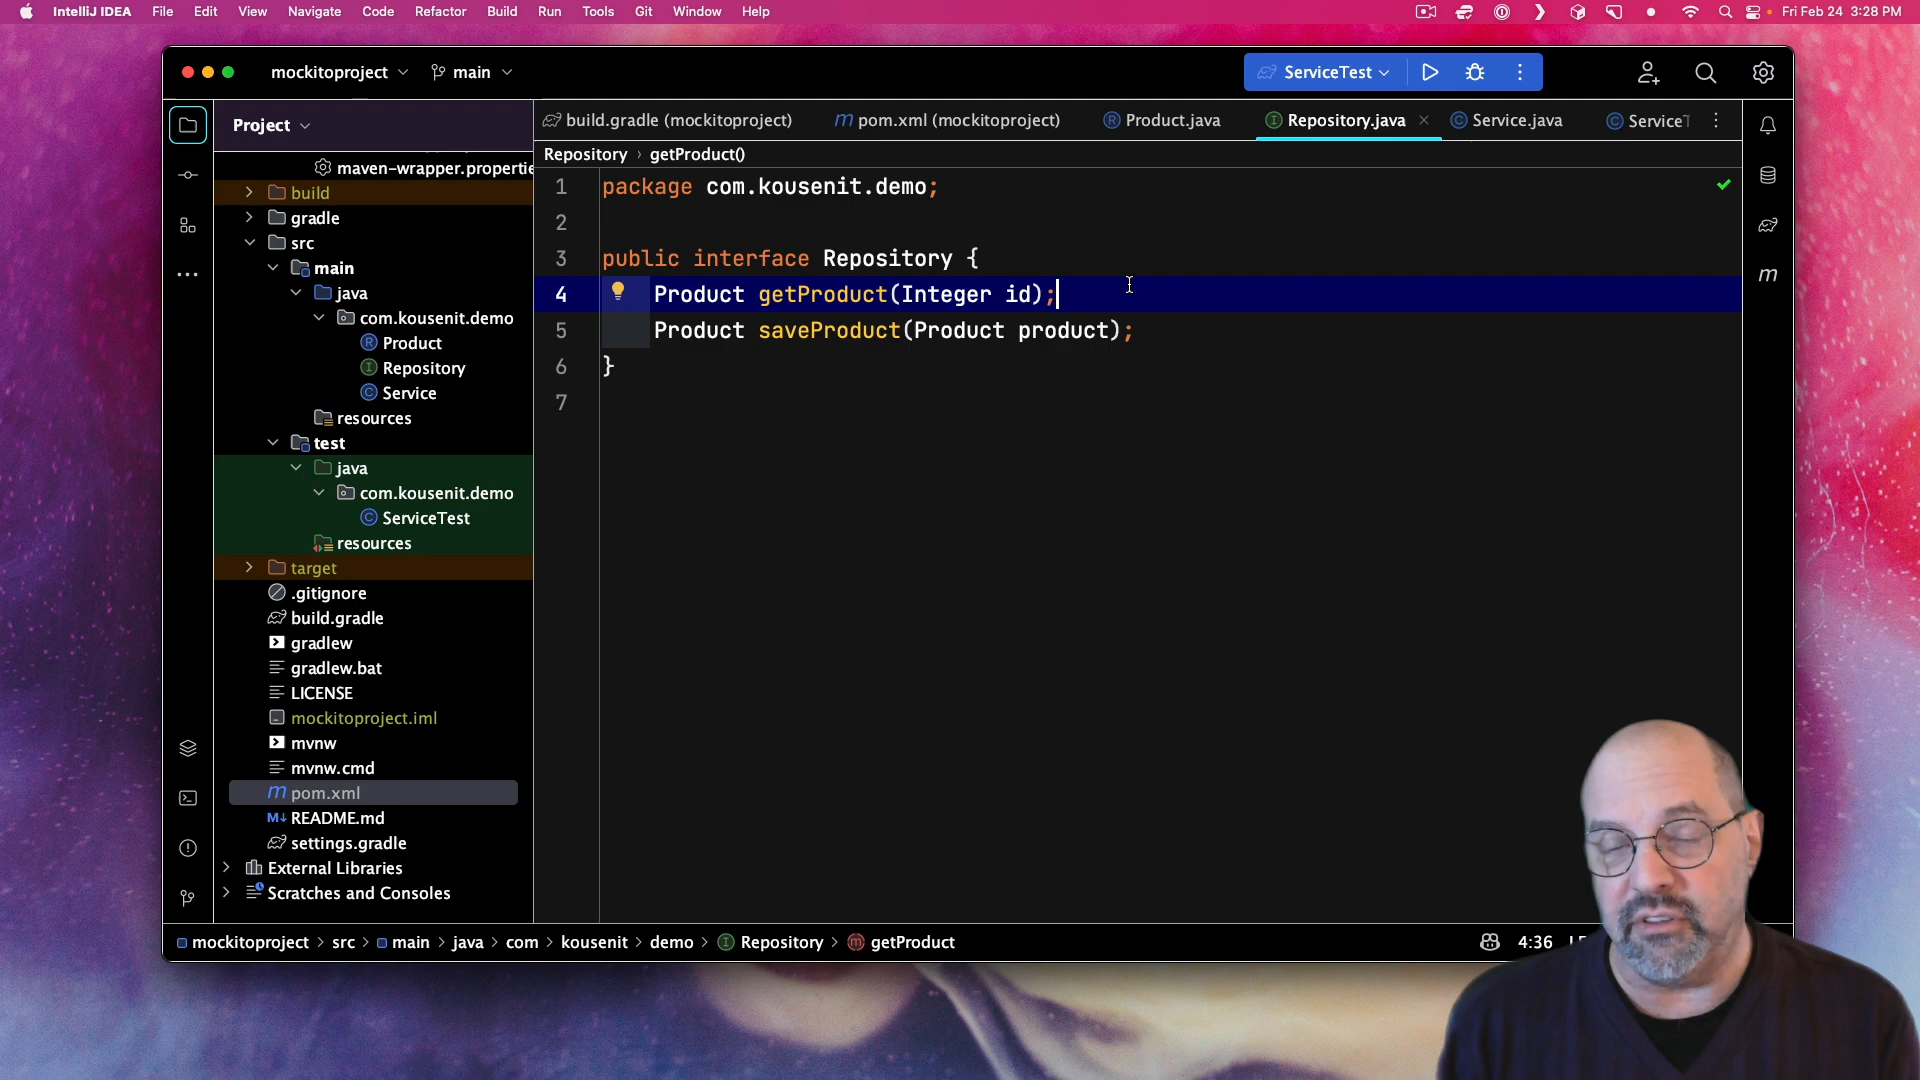 IntelliJ IDEA File Edit View Navigate Code Refactor Build Run Tools Git Window Help Fri Feb 24 3:28 PM
mockitoproject main ServiceTest
Project
build.gradle (mockitoproject) pom.xml (mockitoproject) Product.java Repository.java Service.java Service
Repository › getProduct()
maven-wrapper.propertie
build
gradle
src
main
java
com.kousenit.demo
Product
Repository
Service
resources
test
java
com.kousenit.demo
ServiceTest
resources
target
.gitignore
build.gradle
gradlew
gradlew.bat
LICENSE
mockitoproject.iml
mvnw
mvnw.cmd
pom.xml
README.md
settings.gradle
External Libraries
Scratches and Consoles
1 package com.kousenit.demo;
2
3 public interface Repository {
4 Product getProduct(Integer id);
5 Product saveProduct(Product product);
6 }
7
mockitoproject › src › main › java › com › kousenit › demo › Repository › getProduct 4:36